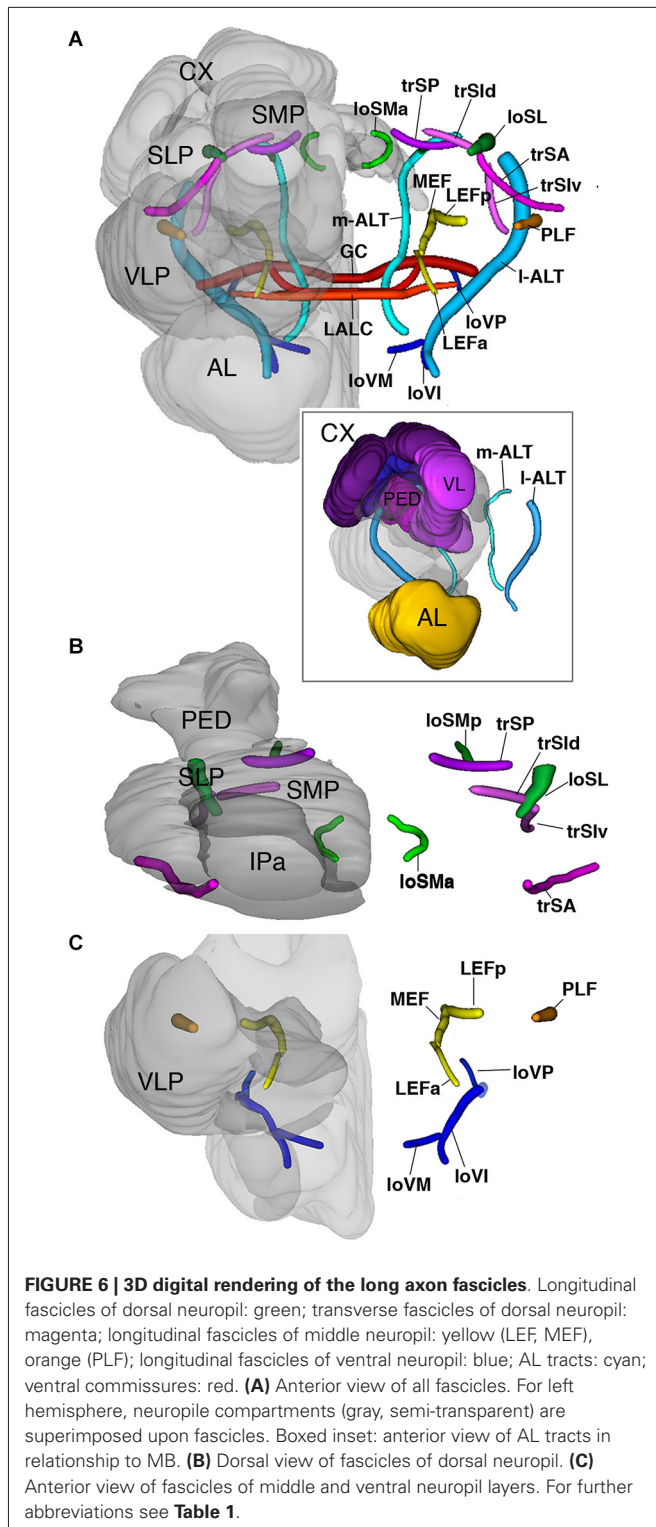 A
CX
SMP
SLP
VLP
AL
loSMa
trSP
trSId
loSL
trSA
trSIv
PLF
l-ALT
MEF
LEFp
m-ALT
GC
LALC
loVP
LEFa
loVM
loVI
CX
PED
VL
AL
m-ALT
l-ALT
B
PED
SLP
SMP
IPa
loSMp
trSP
trSId
loSL
trSIv
loSMa
trSA
C
VLP
LEFp
MEF
PLF
LEFa
loVP
loVM
loVI
FIGURE 6 | 3D digital rendering of the long axon fascicles. Longitudinal
fascicles of dorsal neuropil: green; transverse fascicles of dorsal neuropil:
magenta; longitudinal fascicles of middle neuropil: yellow (LEF, MEF),
orange (PLF); longitudinal fascicles of ventral neuropil: blue; AL tracts: cyan;
ventral commissures: red. (A) Anterior view of all fascicles. For left
hemisphere, neuropile compartments (gray, semi-transparent) are
superimposed upon fascicles. Boxed inset: anterior view of AL tracts in
relationship to MB. (B) Dorsal view of fascicles of dorsal neuropil. (C)
Anterior view of fascicles of middle and ventral neuropil layers. For further
abbreviations see Table 1.